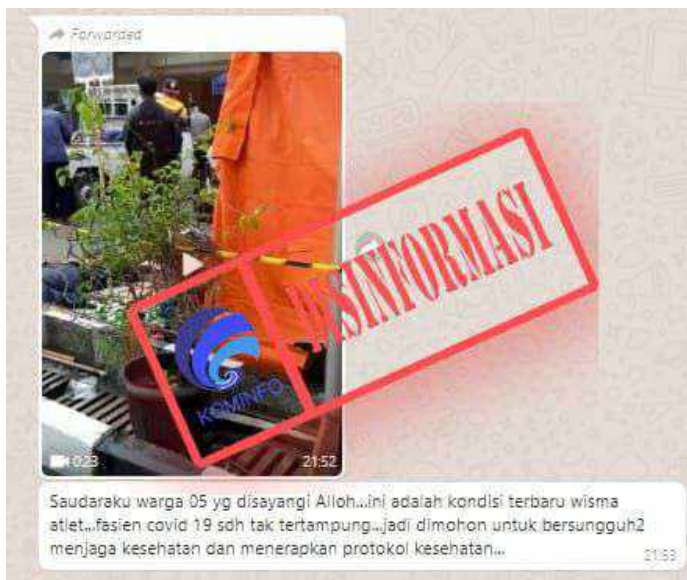 Forwarded
DISINFORMASI
KOMINFO
0:23
21:52
Saudaraku warga 05 yg disayangi Alloh...ini adalah kondisi terbaru wisma
atlet...fasien covid 19 sdh tak tertampung...jadi dimohon untuk bersungguh2
menjaga kesehatan dan menerapkan protokol kesehatan...
21:53